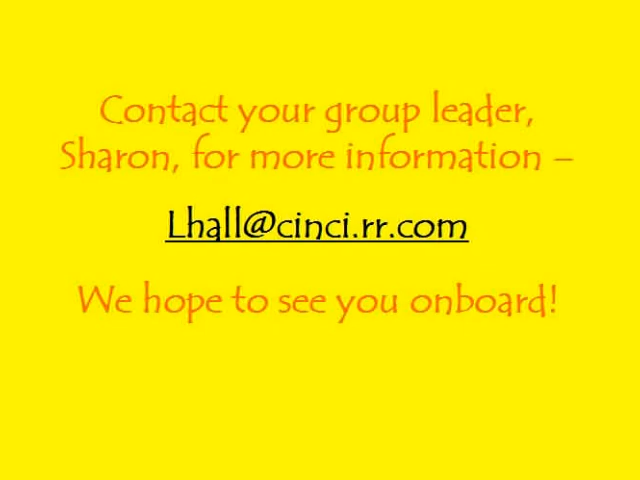 Contact your group leader,
Sharon, for more information –
Lhall@cinci.rr.com
We hope to see you onboard!